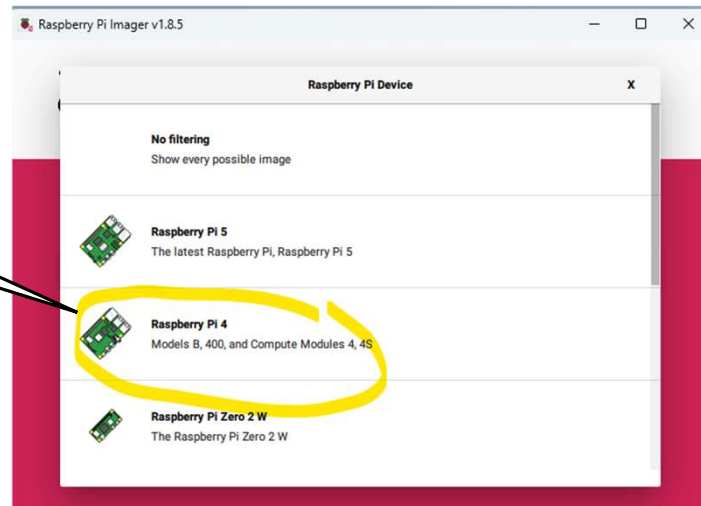 Raspberry Pi Imager v1.8.5
Raspberry Pi Device
X
No filtering
Show every possible image
Raspberry Pi 5
The latest Raspberry Pi, Raspberry Pi 5
Raspberry Pi 4
Models B, 400, and Compute Modules 4, 4S
Raspberry Pi Zero 2 W
The Raspberry Pi Zero 2 W